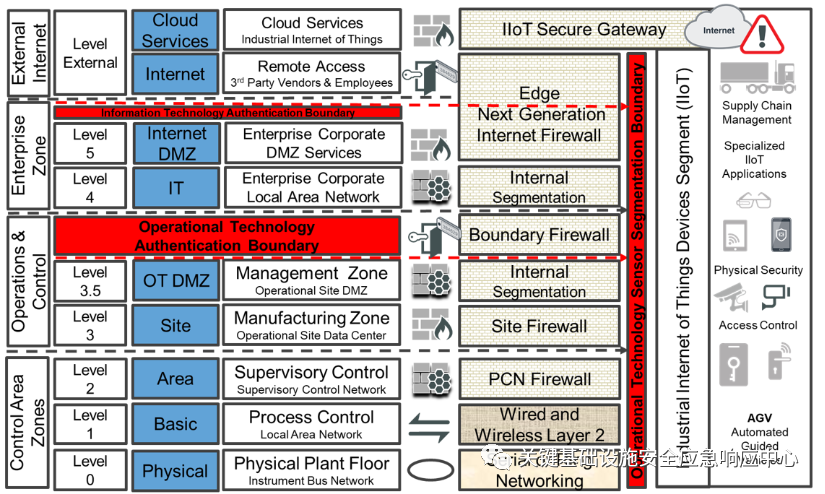 External
Internet
Level
External
Cloud
Services
Cloud Services
Industrial Internet of Things
IIoT Secure Gateway
Internet
Internet
Remote Access
3rd Party Vendors & Employees
Edge
Next Generation
Internet Firewall
Enterprise
Zone
Information Technology Authentication Boundary
Level
5
Internet
DMZ
Enterprise Corporate
DMZ Services
Level
4
IT
Enterprise Corporate
Local Area Network
Internal
Segmentation
Operations &
Control
Operational Technology
Authentication Boundary
Boundary Firewall
Level
3.5
OT DMZ
Management Zone
Operational Site DMZ
Internal
Segmentation
Level
3
Site
Manufacturing Zone
Operational Site Data Center
Site Firewall
Control Area
Zones
Level
2
Area
Supervisory Control
Supervisory Control Network
PCN Firewall
Level
1
Basic
Process Control
Local Area Network
Wired and
Wireless Layer 2
Level
0
Physical
Physical Plant Floor
Instrument Bus Network
Networking
Operational Technology Sensor Segmentation Boundary
Industrial Internet of Things Devices Segment (IIoT)
Supply Chain
Management
Specialized
IIoT
Applications
Physical Security
Access Control
AGV
Automated
Guided
关键基础设施安全应急响应中心